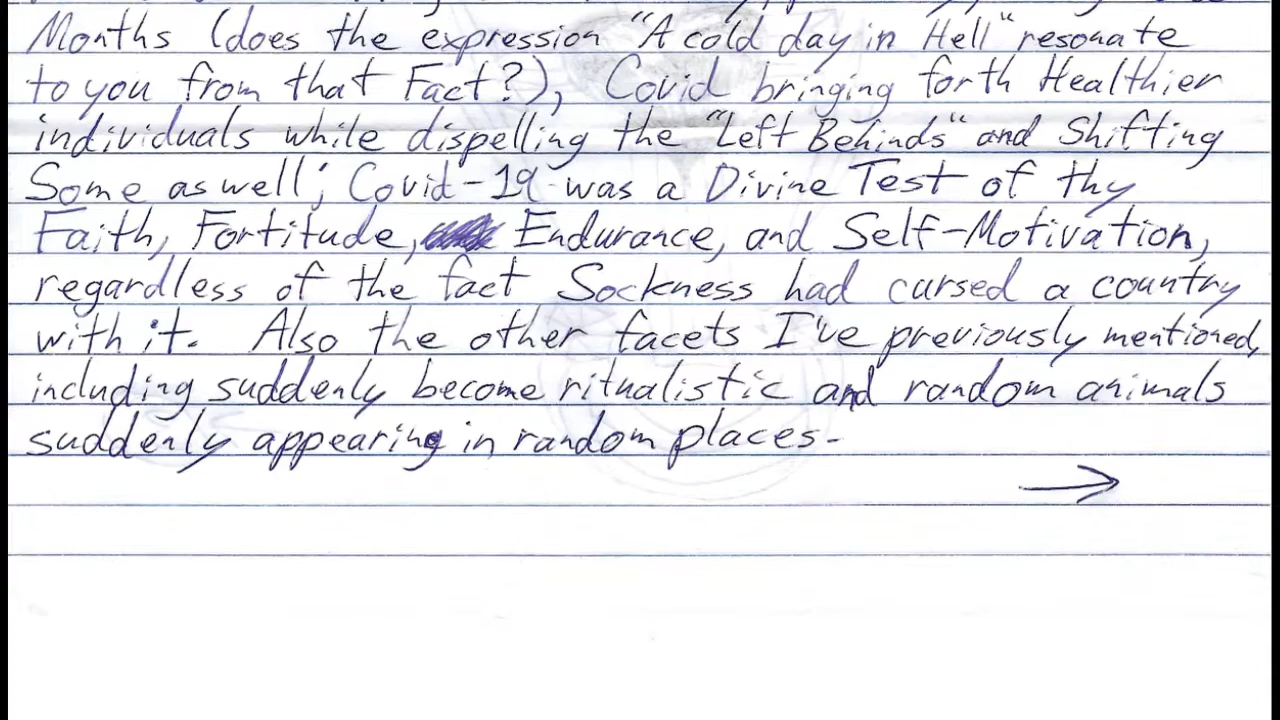 Months (does the expression "A cold day in Hell" resonate
to you from that Fact?), Covid bringing forth Healthier
individuals while dispelling the "Left Behinds" and Shifting
Some as well; Covid-19 was a Divine Test of thy
Faith, Fortitude, Endurance, and Self-Motivation,
regardless of the fact Sockness had cursed a country
with it. Also the other facets I've previously mentioned,
including suddenly become ritualistic and random animals
suddenly appearing in random places.